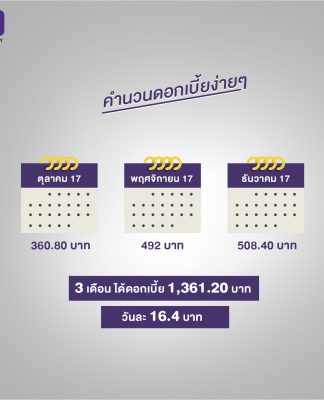 คำนวนดอกเบี้ยง่ายๆ
ตุลาคม 17
พฤศจิกายน 17
ธันวาคม 17
360.80 บาท
492 บาท
508.40 บาท
3 เดือน ได้ดอกเบี้ย 1,361.20 บาท
วันละ 16.4 บาท